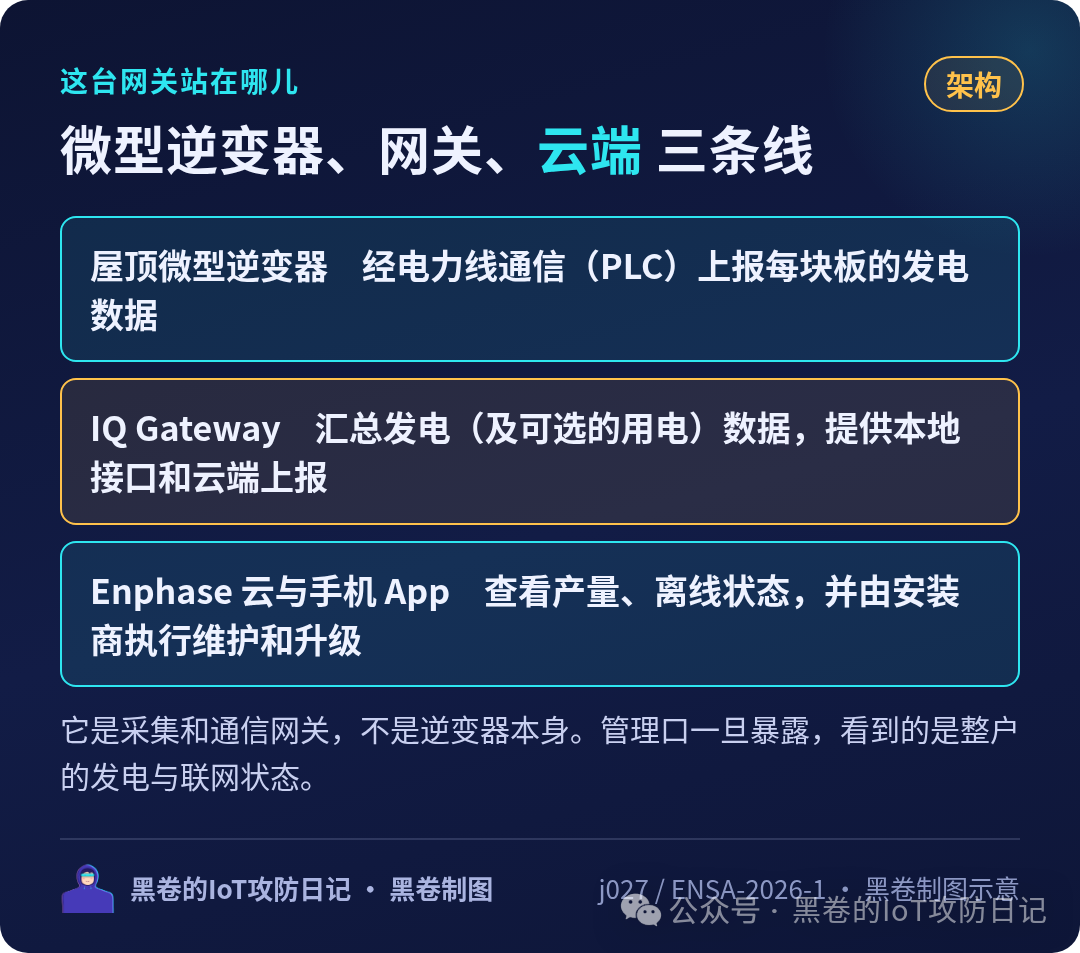 这台网关站在哪儿
架构
微型逆变器、网关、云端 三条线
屋顶微型逆变器　经电力线通信（PLC）上报每块板的发电
数据
IQ Gateway　汇总发电（及可选的用电）数据，提供本地
接口和云端上报
Enphase 云与手机 App　查看产量、离线状态，并由安装
商执行维护和升级
它是采集和通信网关，不是逆变器本身。管理口一旦暴露，看到的是整户
的发电与联网状态。
黑卷的IoT攻防日记 · 黑卷制图
j027 / ENSA-2026-1 · 黑卷制图示意
公众号 · 黑卷的IoT攻防日记